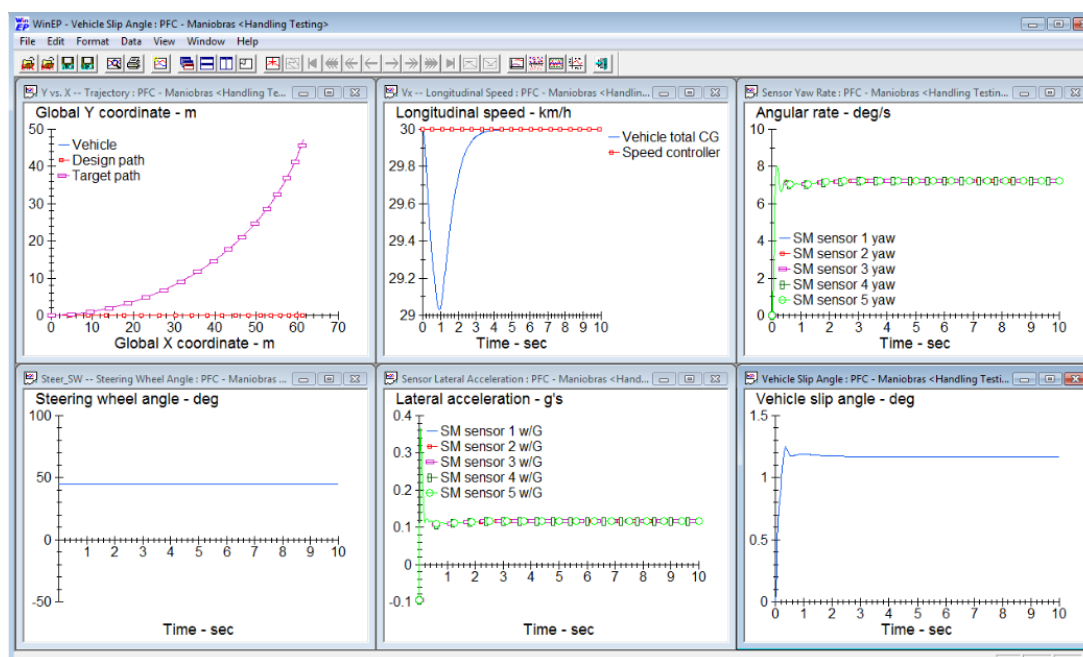 WinEP - Vehicle Slip Angle : PFC - Maniobras <Handling Testing>
File Edit Format Data View Window Help
Y vs. X -- Trajectory : PFC - Maniobras <Handling Te...
Global Y coordinate - m
50
40
30
20
10
0
Vehicle
Design path
Target path
0 10 20 30 40 50 60 70
Global X coordinate - m
Vx -- Longitudinal Speed : PFC - Maniobras <Handlin...
Longitudinal speed - km/h
30
29.8
29.6
29.4
29.2
29
Vehicle total CG
Speed controller
0 1 2 3 4 5 6 7 8 9 10
Time - sec
Sensor Yaw Rate : PFC - Maniobras <Handling Testin...
Angular rate - deg/s
10
8
6
4
2
0
SM sensor 1 yaw
SM sensor 2 yaw
SM sensor 3 yaw
SM sensor 4 yaw
SM sensor 5 yaw
0 1 2 3 4 5 6 7 8 9 10
Time - sec
Steer_SW -- Steering Wheel Angle : PFC - Maniobras ...
Steering wheel angle - deg
100
50
0
-50
1 2 3 4 5 6 7 8 9 10
Time - sec
Sensor Lateral Acceleration : PFC - Maniobras <Hand...
Lateral acceleration - g's
0.4
0.3
0.2
0.1
0
-0.1
SM sensor 1 w/G
SM sensor 2 w/G
SM sensor 3 w/G
SM sensor 4 w/G
SM sensor 5 w/G
1 2 3 4 5 6 7 8 9 10
Time - sec
Vehicle Slip Angle : PFC - Maniobras <Handling Testi...
Vehicle slip angle - deg
1.5
1
0.5
0
0 1 2 3 4 5 6 7 8 9 10
Time - sec